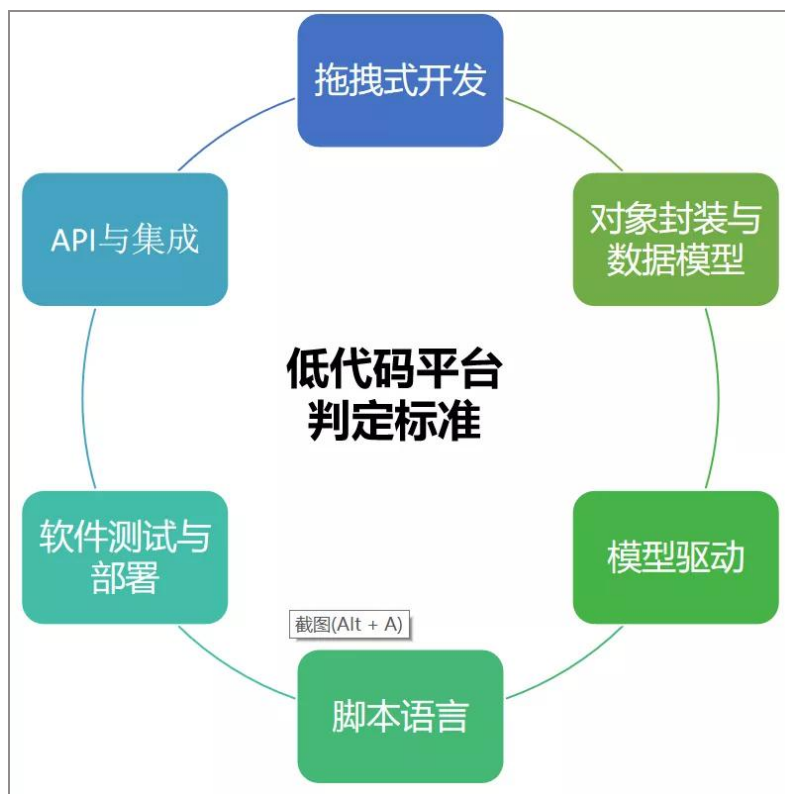 拖拽式开发
API与集成
对象封装与
数据模型
低代码平台
判定标准
软件测试与
部署
模型驱动
截图(Alt + A)
脚本语言